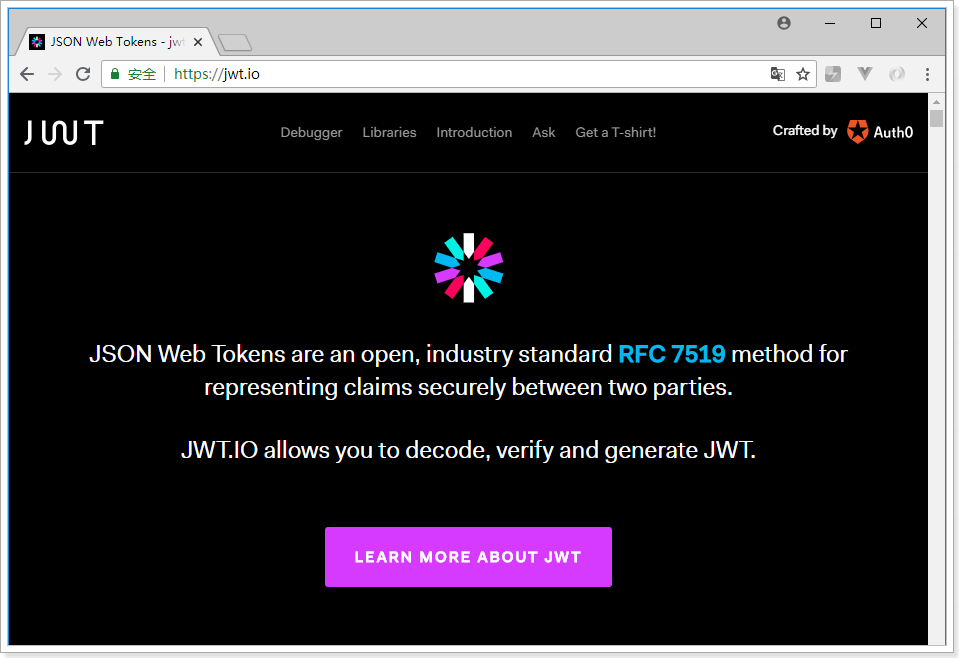 JSON Web Tokens - jwt
安全 https://jwt.io
JWT Debugger Libraries Introduction Ask Get a T-shirt! Crafted by Auth0
JSON Web Tokens are an open, industry standard RFC 7519 method for
representing claims securely between two parties.
JWT.IO allows you to decode, verify and generate JWT.
LEARN MORE ABOUT JWT